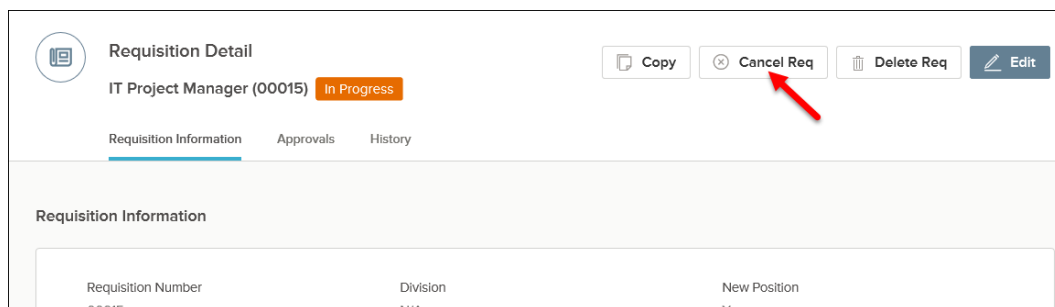 Requisition Detail
Copy
Cancel Req
Delete Req
Edit
IT Project Manager (00015) In Progress
Requisition Information Approvals History
Requisition Information
Requisition Number Division New Position